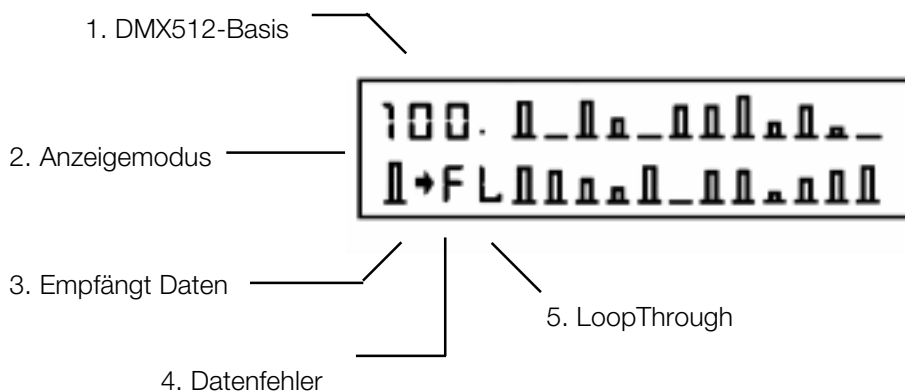 1. DMX512-Basis
100.
2. Anzeigemodus
FL
3. Empfängt Daten
5. LoopThrough
4. Datenfehler